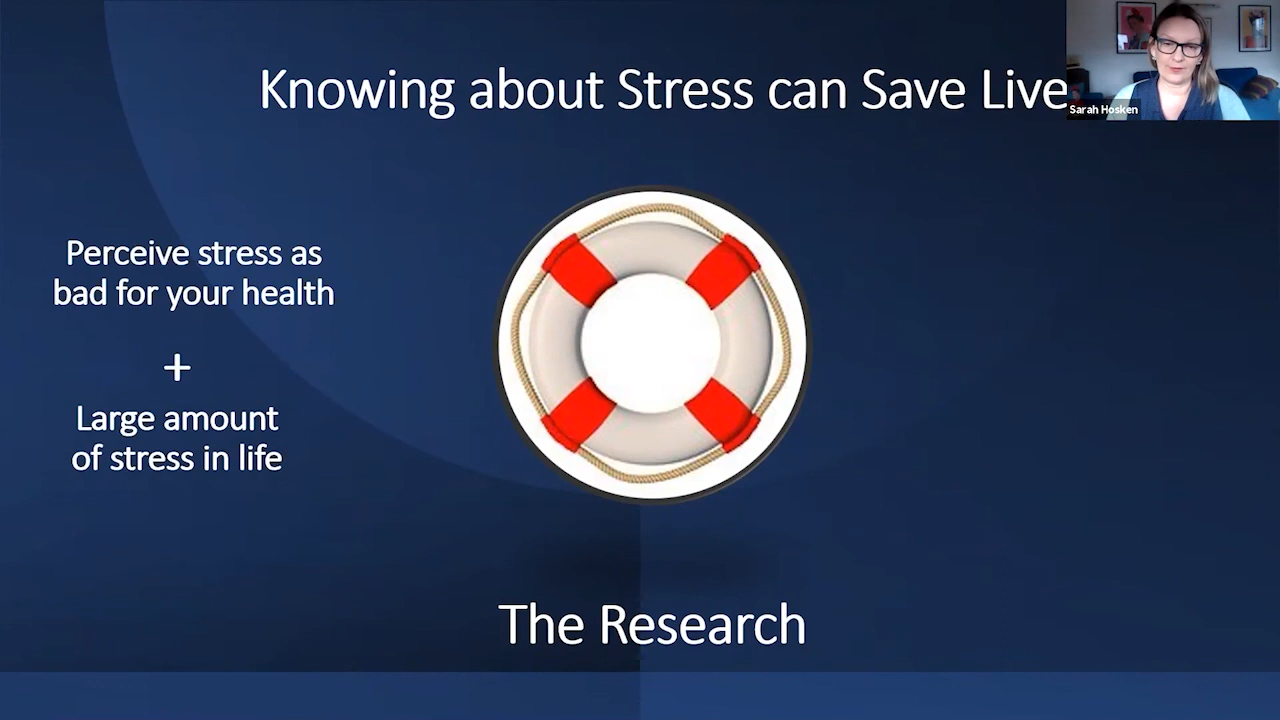 Knowing about Stress can Save Live
Sarah Hosken
Perceive stress as
bad for your health
+
Large amount
of stress in life
The Research